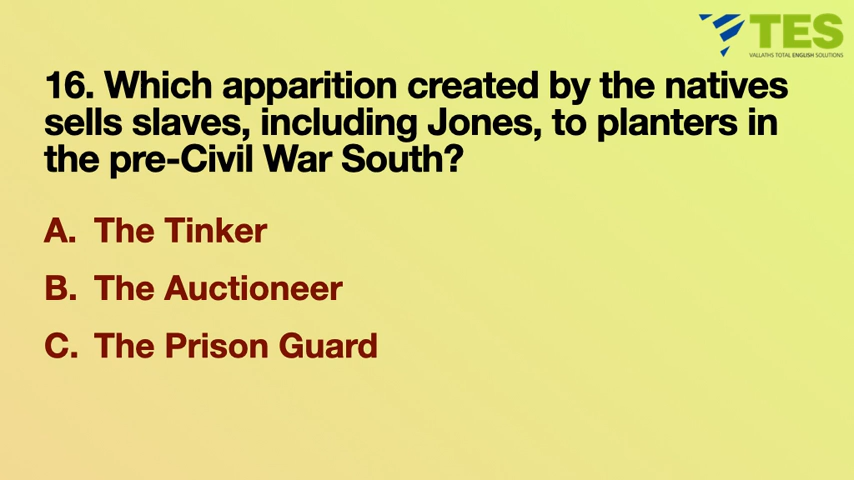 TES
VALLATHS TOTAL ENGLISH SOLUTIONS
16. Which apparition created by the natives
sells slaves, including Jones, to planters in
the pre-Civil War South?
A. The Tinker
B. The Auctioneer
C. The Prison Guard